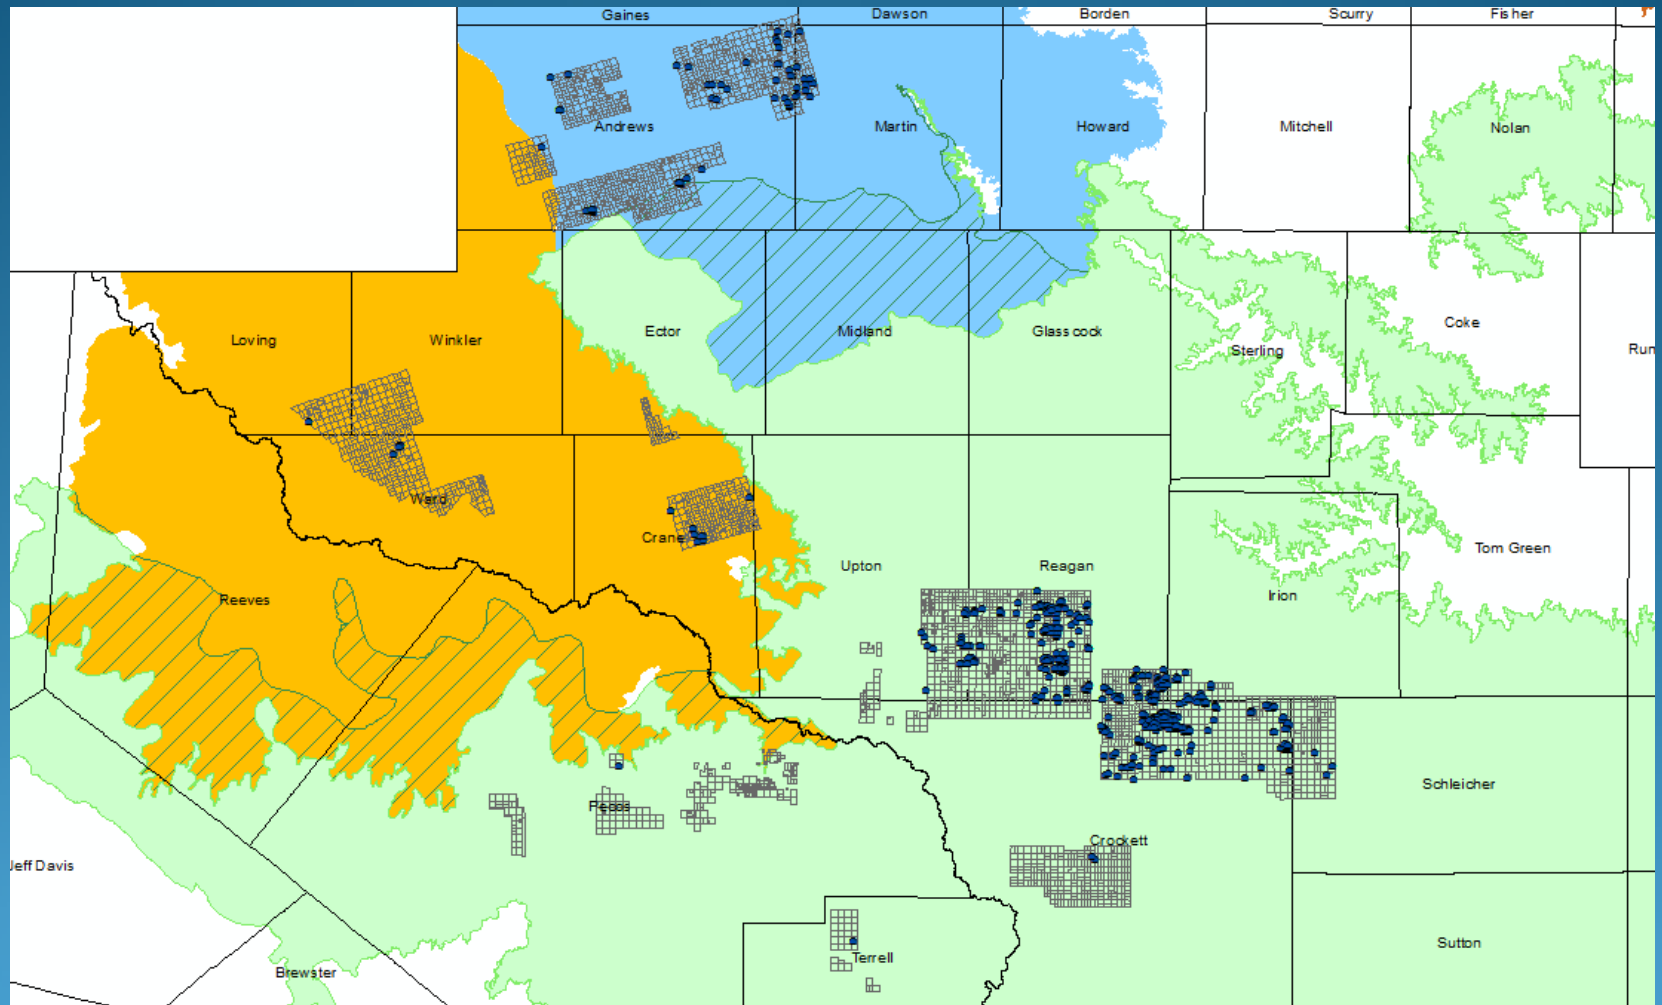 Gaines
Dawson
Borden
Scurry
Fisher
Andrews
Martin
Howard
Mitchell
Nolan
Loving
Winkler
Ector
Midland
Glasscock
Sterling
Coke
Run
Ward
Crane
Upton
Reagan
Irion
Tom Green
Reeves
Pecos
Crockett
Schleicher
Jeff Davis
Terrell
Sutton
Brewster